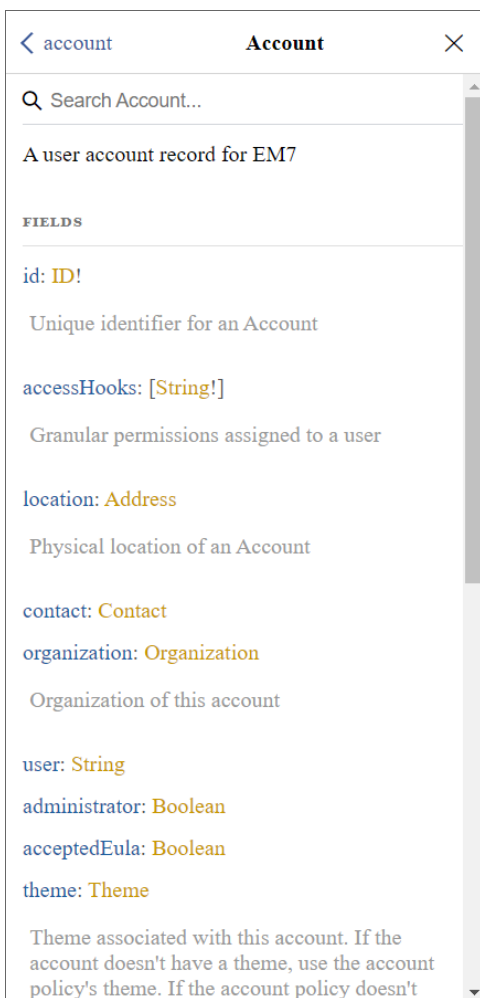 account Account
Search Account...
A user account record for EM7
FIELDS
id: ID!
Unique identifier for an Account
accessHooks: [String!]
Granular permissions assigned to a user
location: Address
Physical location of an Account
contact: Contact
organization: Organization
Organization of this account
user: String
administrator: Boolean
acceptedEula: Boolean
theme: Theme
Theme associated with this account. If the
account doesn't have a theme, use the account
policy's theme. If the account policy doesn't